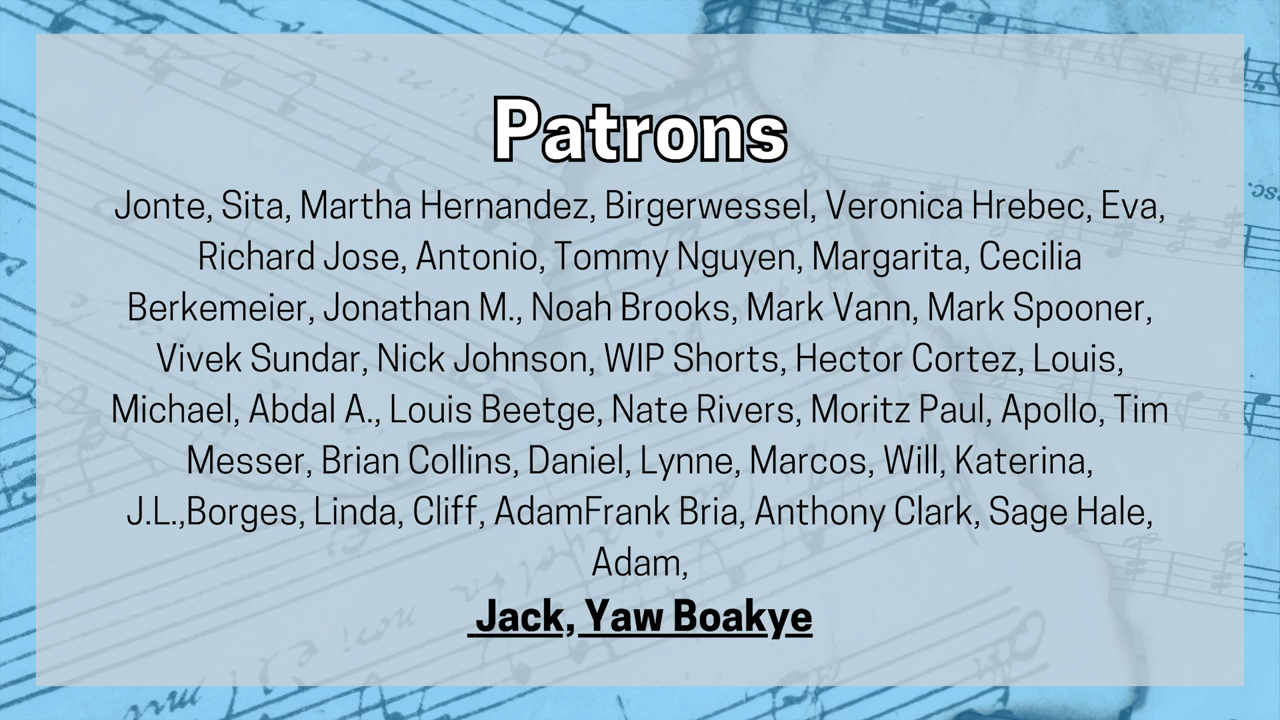 Patrons
Jonte, Sita, Martha Hernandez, Birgerwessel, Veronica Hrebec, Eva,
Richard Jose, Antonio, Tommy Nguyen, Margarita, Cecilia
Berkemeier, Jonathan M., Noah Brooks, Mark Vann, Mark Spooner,
Vivek Sundar, Nick Johnson, WIP Shorts, Hector Cortez, Louis,
Michael, Abdal A., Louis Beetge, Nate Rivers, Moritz Paul, Apollo, Tim
Messer, Brian Collins, Daniel, Lynne, Marcos, Will, Katerina,
J.L.,Borges, Linda, Cliff, AdamFrank Bria, Anthony Clark, Sage Hale,
Adam,
Jack, Yaw Boakye